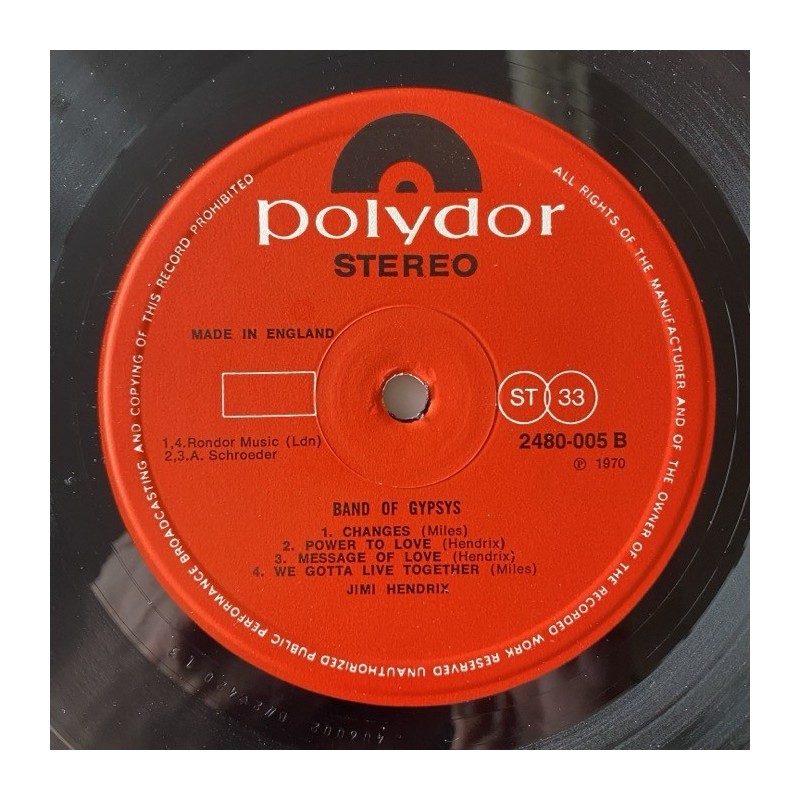 polydor
STEREO
MADE IN ENGLAND
ST 33
1,4.Rondor Music (Ldn)
2,3.A. Schroeder
2480-005 B
℗ 1970
BAND OF GYPSYS
1. CHANGES (Miles)
2. POWER TO LOVE (Hendrix)
3. MESSAGE OF LOVE (Hendrix)
4. WE GOTTA LIVE TOGETHER (Miles)
JIMI HENDRIX
ALL RIGHTS OF THE MANUFACTURER AND OF THE OWNER OF THE RECORDED WORK RESERVED UNAUTHORIZED PUBLIC PERFORMANCE BROADCASTING AND COPYING OF THIS RECORD PROHIBITED